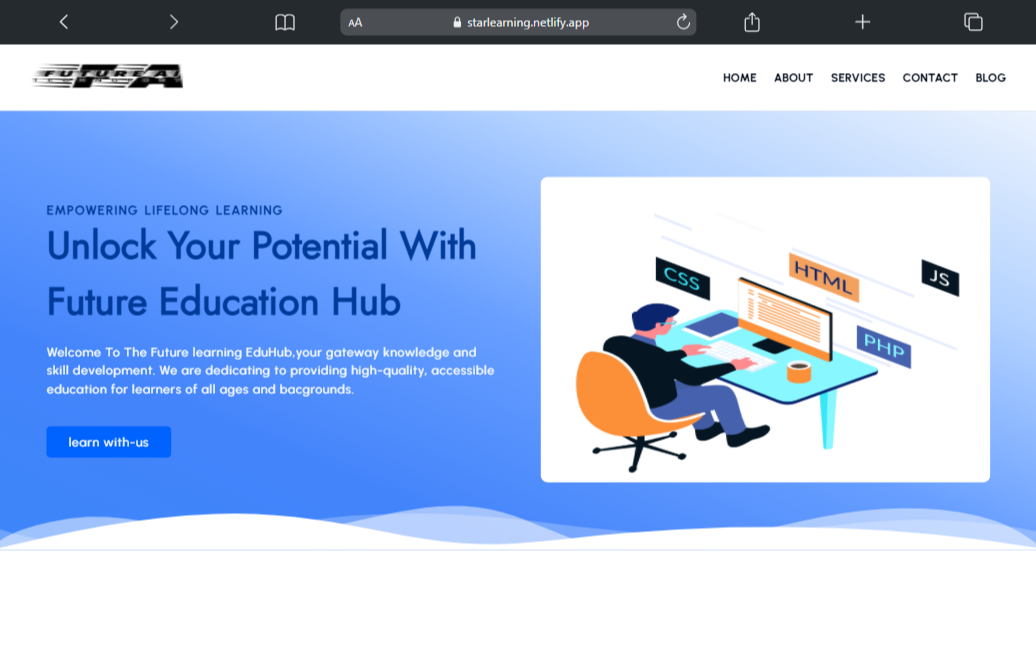 AA
starlearning.netlify.app
HOME ABOUT SERVICES CONTACT BLOG
EMPOWERING LIFELONG LEARNING
Unlock Your Potential With
Future Education Hub
Welcome To The Future learning EduHub,your gateway knowledge and
skill development. We are dedicating to providing high-quality, accessible
education for learners of all ages and bacgrounds.
learn with-us
CSS
HTML
JS
PHP